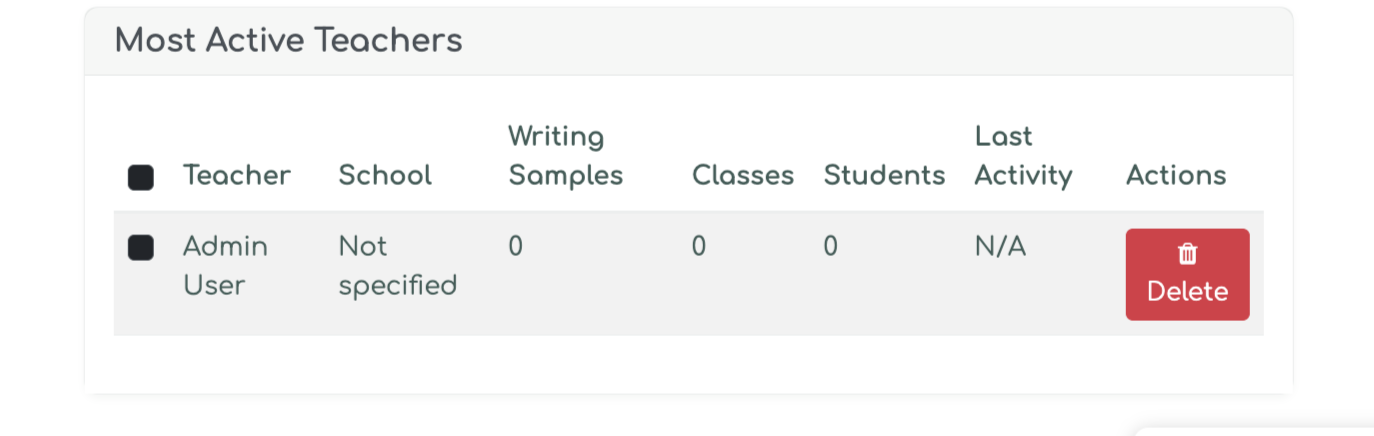 Most Active Teachers
Writing
Last
Teacher School Samples Classes Students Activity Actions
Admin Not 0 0 0 N/A
User specified
Delete